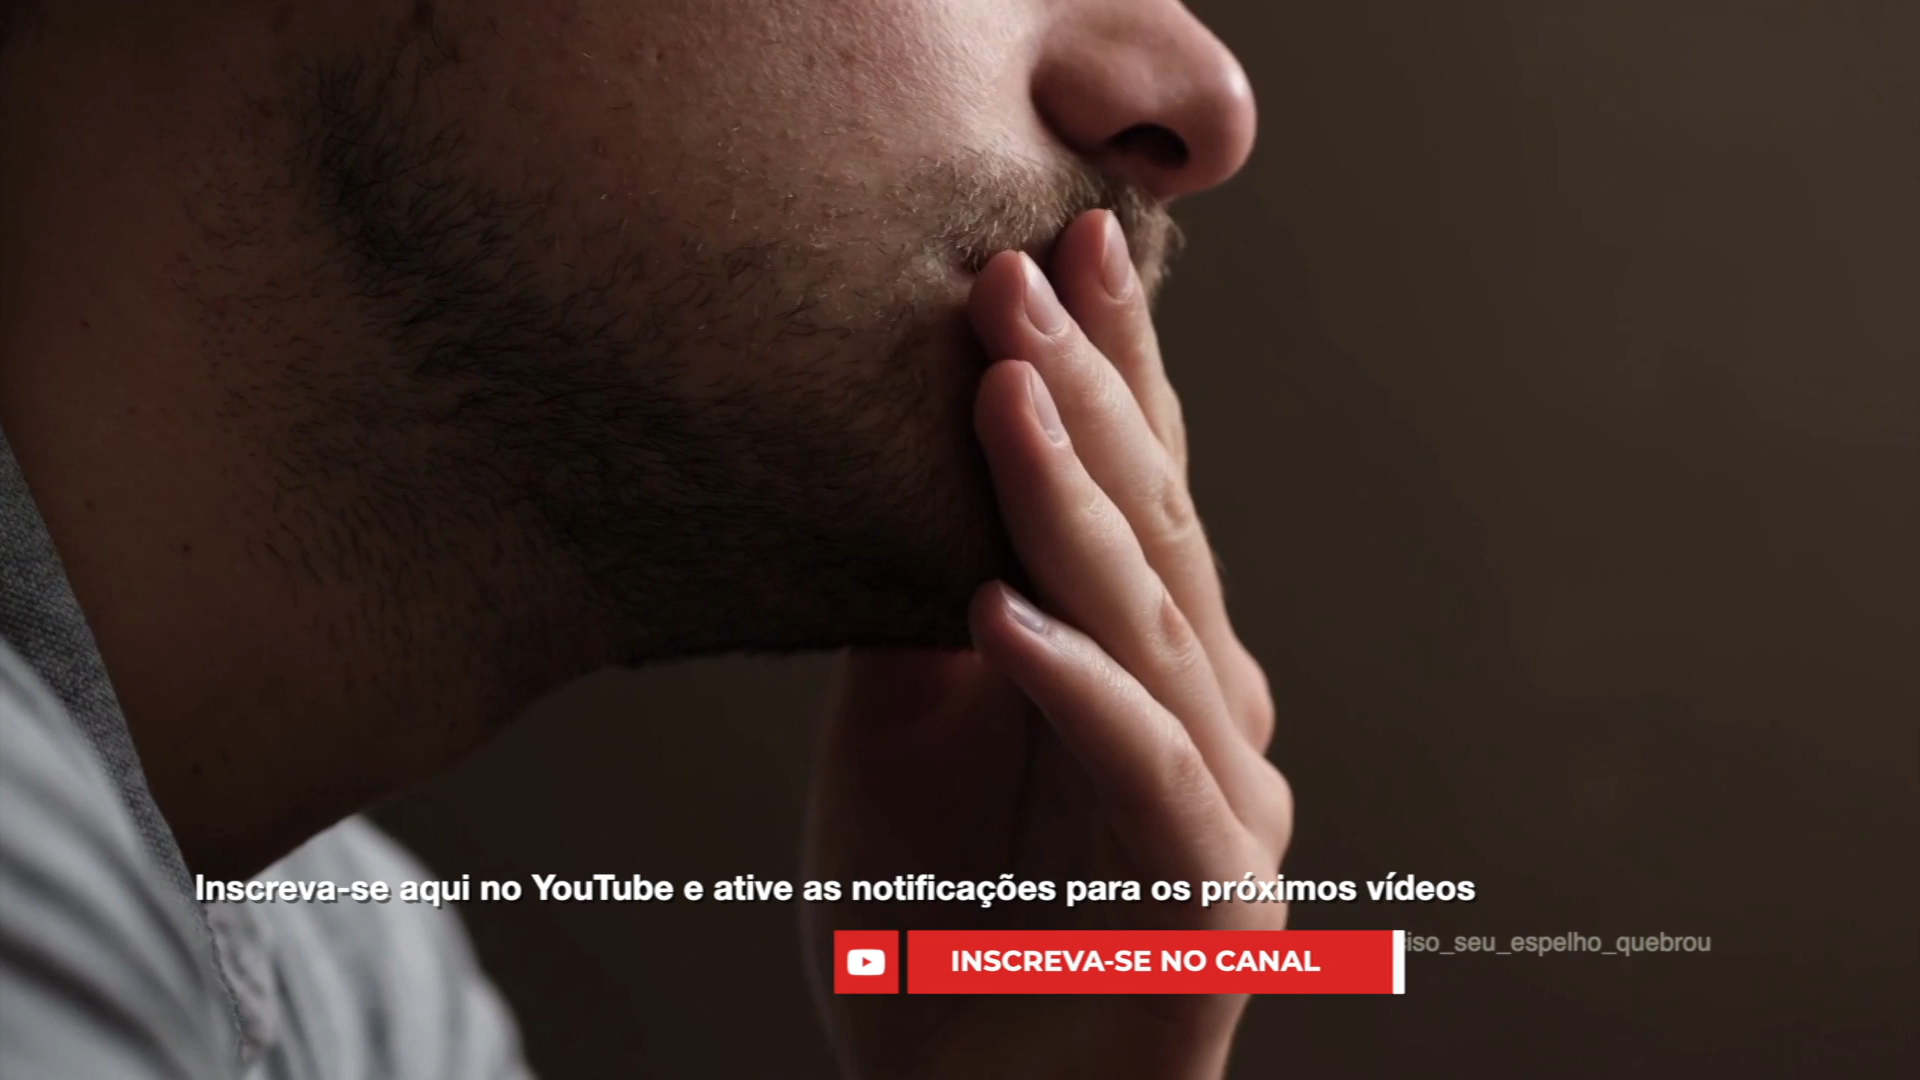 Inscreva-se aqui no YouTube e ative as notificações para os próximos vídeos
INSCREVA-SE NO CANAL
iso_seu_espelho_quebrou